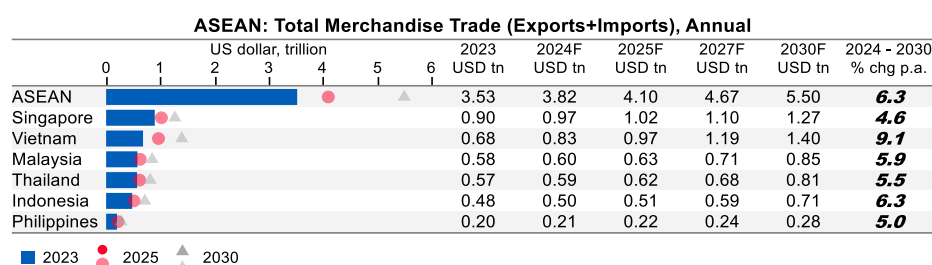 ASEAN: Total Merchandise Trade (Exports+Imports), Annual
US dollar, trillion 2023 2024F 2025F 2027F 2030F 2024 - 2030
USD tn USD tn USD tn USD tn USD tn % chg p.a.
0 1 2 3 4 5 6
ASEAN 3.53 3.82 4.10 4.67 5.50 6.3
Singapore 0.90 0.97 1.02 1.10 1.27 4.6
Vietnam 0.68 0.83 0.97 1.19 1.40 9.1
Malaysia 0.58 0.60 0.63 0.71 0.85 5.9
Thailand 0.57 0.59 0.62 0.68 0.81 5.5
Indonesia 0.48 0.50 0.51 0.59 0.71 6.3
Philippines 0.20 0.21 0.22 0.24 0.28 5.0
2023 2025 2030